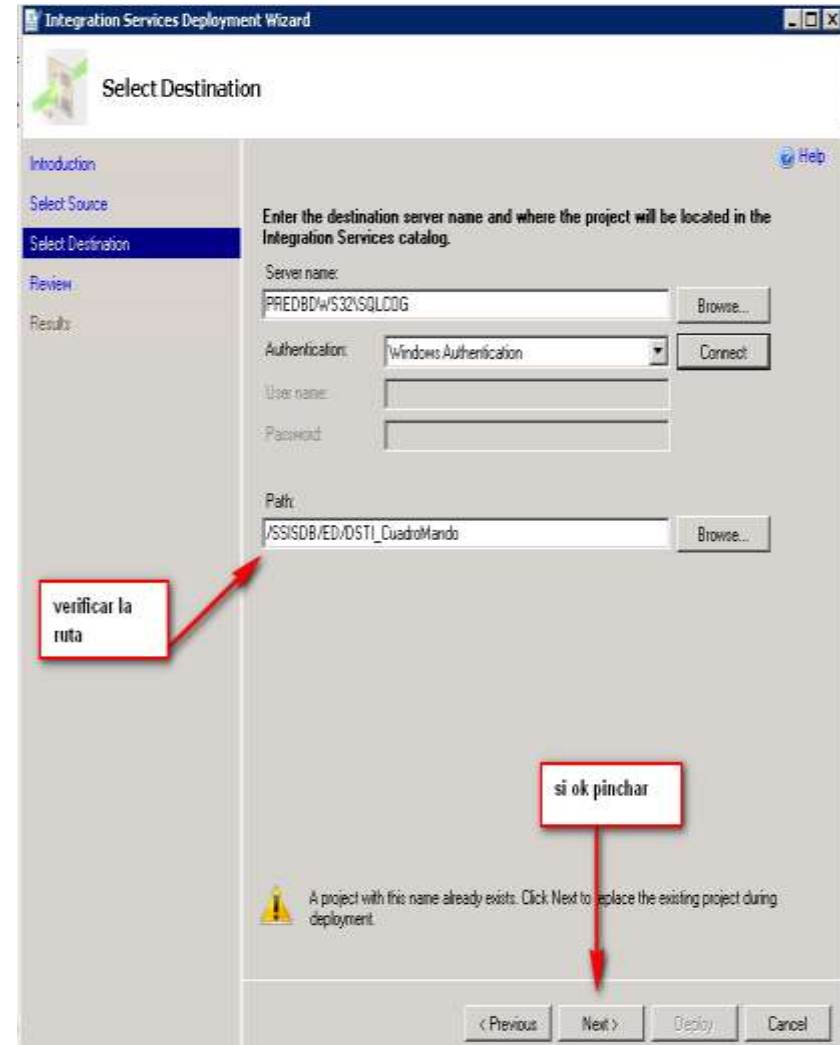 Integration Services Deployment Wizard
Select Destination
Help
Introduction
Select Source
Select Destination
Review
Results
Enter the destination server name and where the project will be located in the
Integration Services catalog.
Server name:
PREDBDWS32\SQLCOG
Browse...
Authentication:
Windows Authentication
Connect
User name:
Password:
Path:
/SSISDB/ED/DSTI_CuadroMando
Browse...
verificar la
ruta
si ok pinchar
A project with this name already exists. Click Next to replace the existing project during
deployment.
< Previous
Next >
Deploy
Cancel